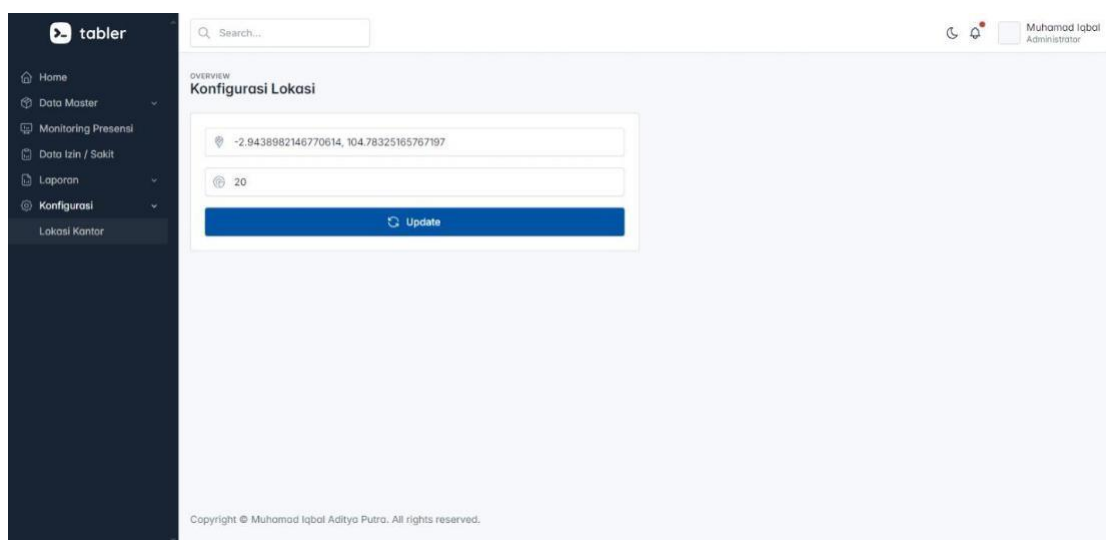 tabler
Home
Data Master
Monitoring Presensi
Data Izin / Sakit
Laporan
Konfigurasi
Lokasi Kantor
Search...
Muhamad Iqbal
Administrator
OVERVIEW
Konfigurasi Lokasi
-2.9438982146770614, 104.78325165767197
20
Update
Copyright © Muhamad Iqbal Aditya Putra. All rights reserved.